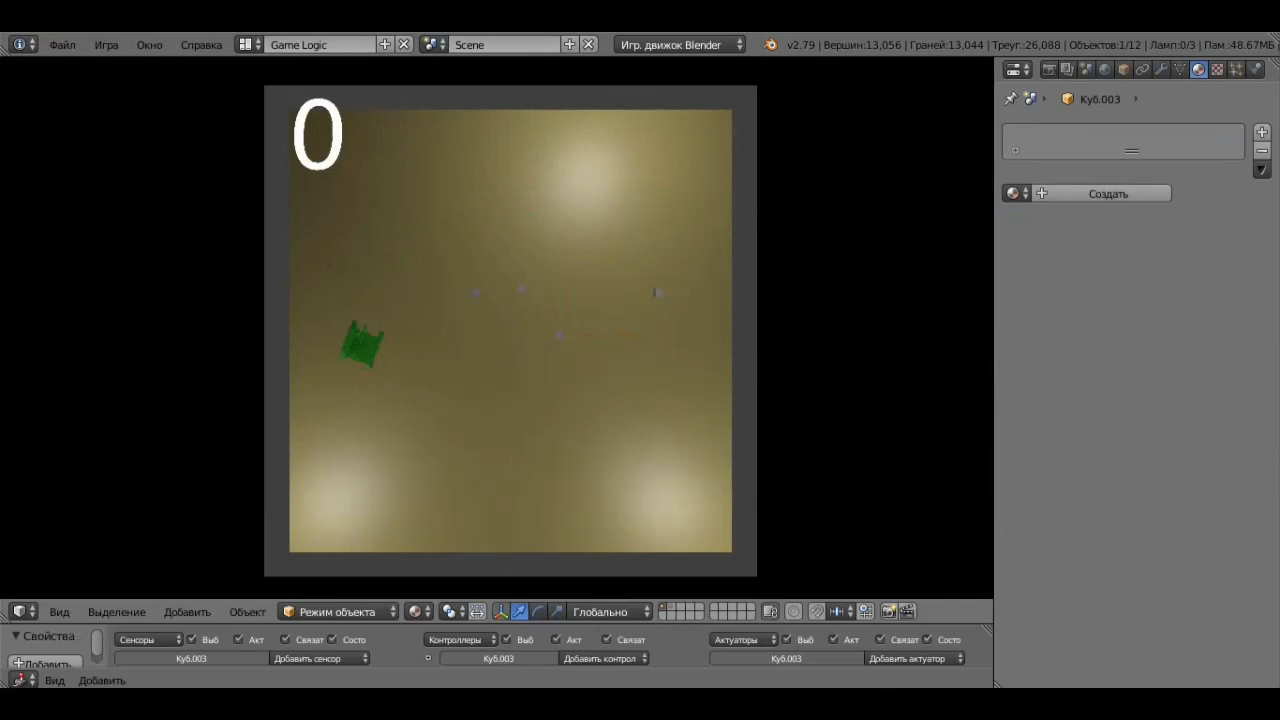 Файл Игра Окно Справка Game Logic Scene Игр. движок Blender v2.79 | Вершин:13,056 | Граней:13,044 | Треуг.:26,088 | Объектов:1/12 | Ламп:0/3 | Пам.:48.67МБ
Куб.003
0
Создать
Вид Выделение Добавить Объект Режим объекта Глобально
Свойства Сенсоры Выб Акт Связат Состо Контроллеры Выб Акт Связат Актуаторы Выб Акт Связат Состо
Добавить Куб.003 Добавить сенсор Куб.003 Добавить контрол Куб.003 Добавить актуатор
Вид Добавить